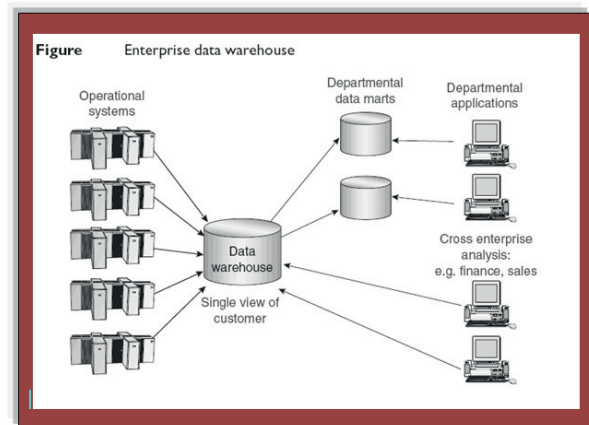 Figure Enterprise data warehouse
Operational
systems
Departmental
data marts
Departmental
applications
Data
warehouse
Single view of
customer
Cross enterprise
analysis:
e.g. finance, sales